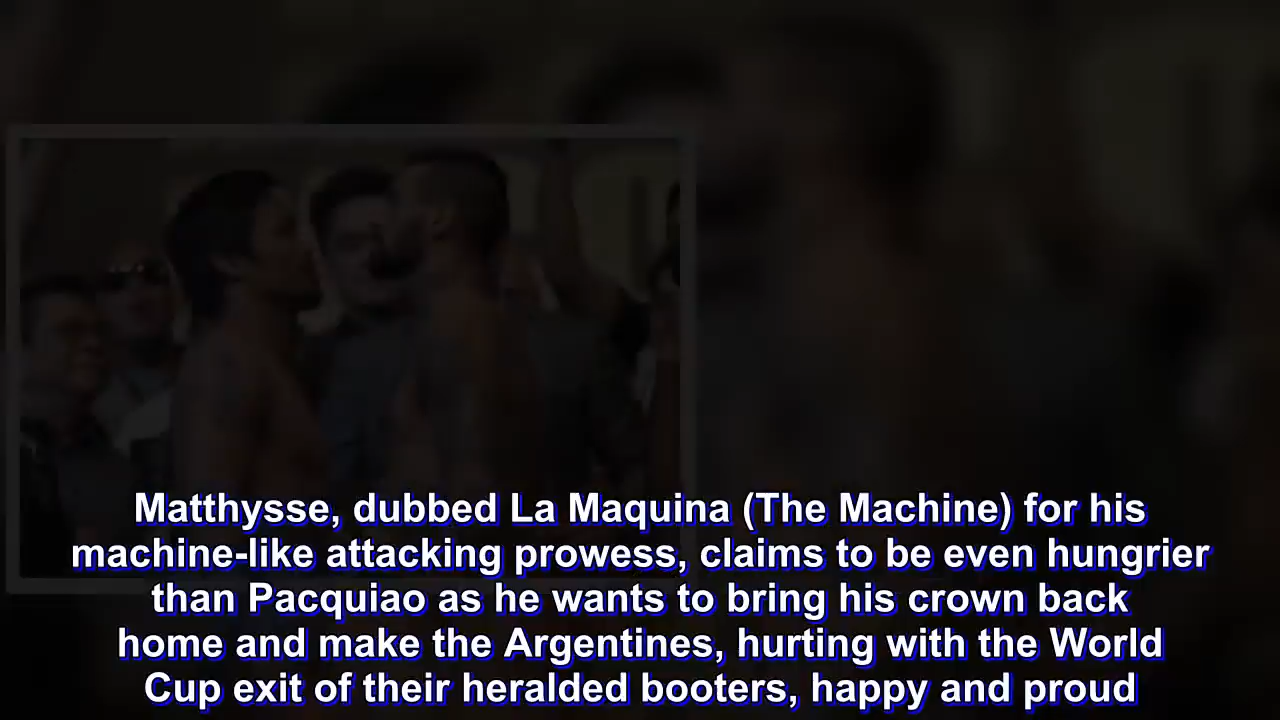 Matthysse, dubbed La Maquina (The Machine) for his
machine-like attacking prowess, claims to be even hungrier
than Pacquiao as he wants to bring his crown back
home and make the Argentines, hurting with the World
Cup exit of their heralded booters, happy and proud